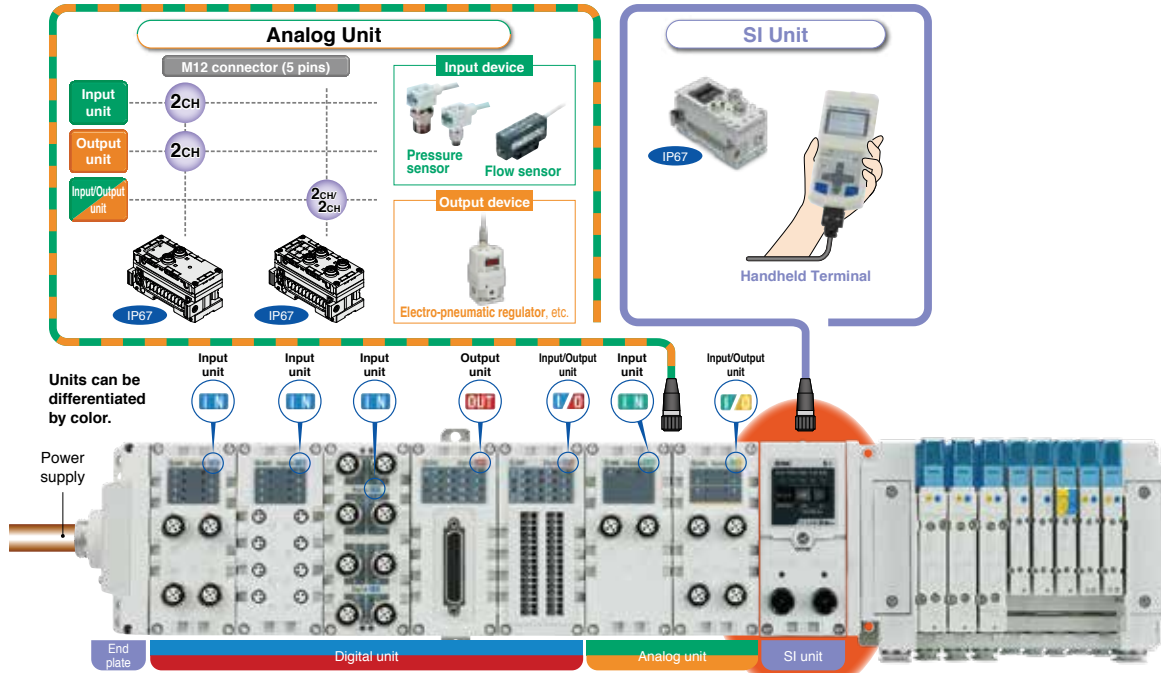 Analog Unit
M12 connector (5 pins)
Input
unit
2CH
Output
unit
2CH
Input/Output
unit
2CH/
2CH
IP67
IP67
Input device
Pressure
sensor
Flow sensor
Output device
Electro-pneumatic regulator, etc.
SI Unit
IP67
Handheld Terminal
Units can be
differentiated
by color.
Input
unit
IN
Input
unit
IN
Input
unit
IN
Output
unit
OUT
Input/Output
unit
I/O
Input
unit
IN
Input/Output
unit
I/O
Power
supply
End
plate
Digital unit
Analog unit
SI unit